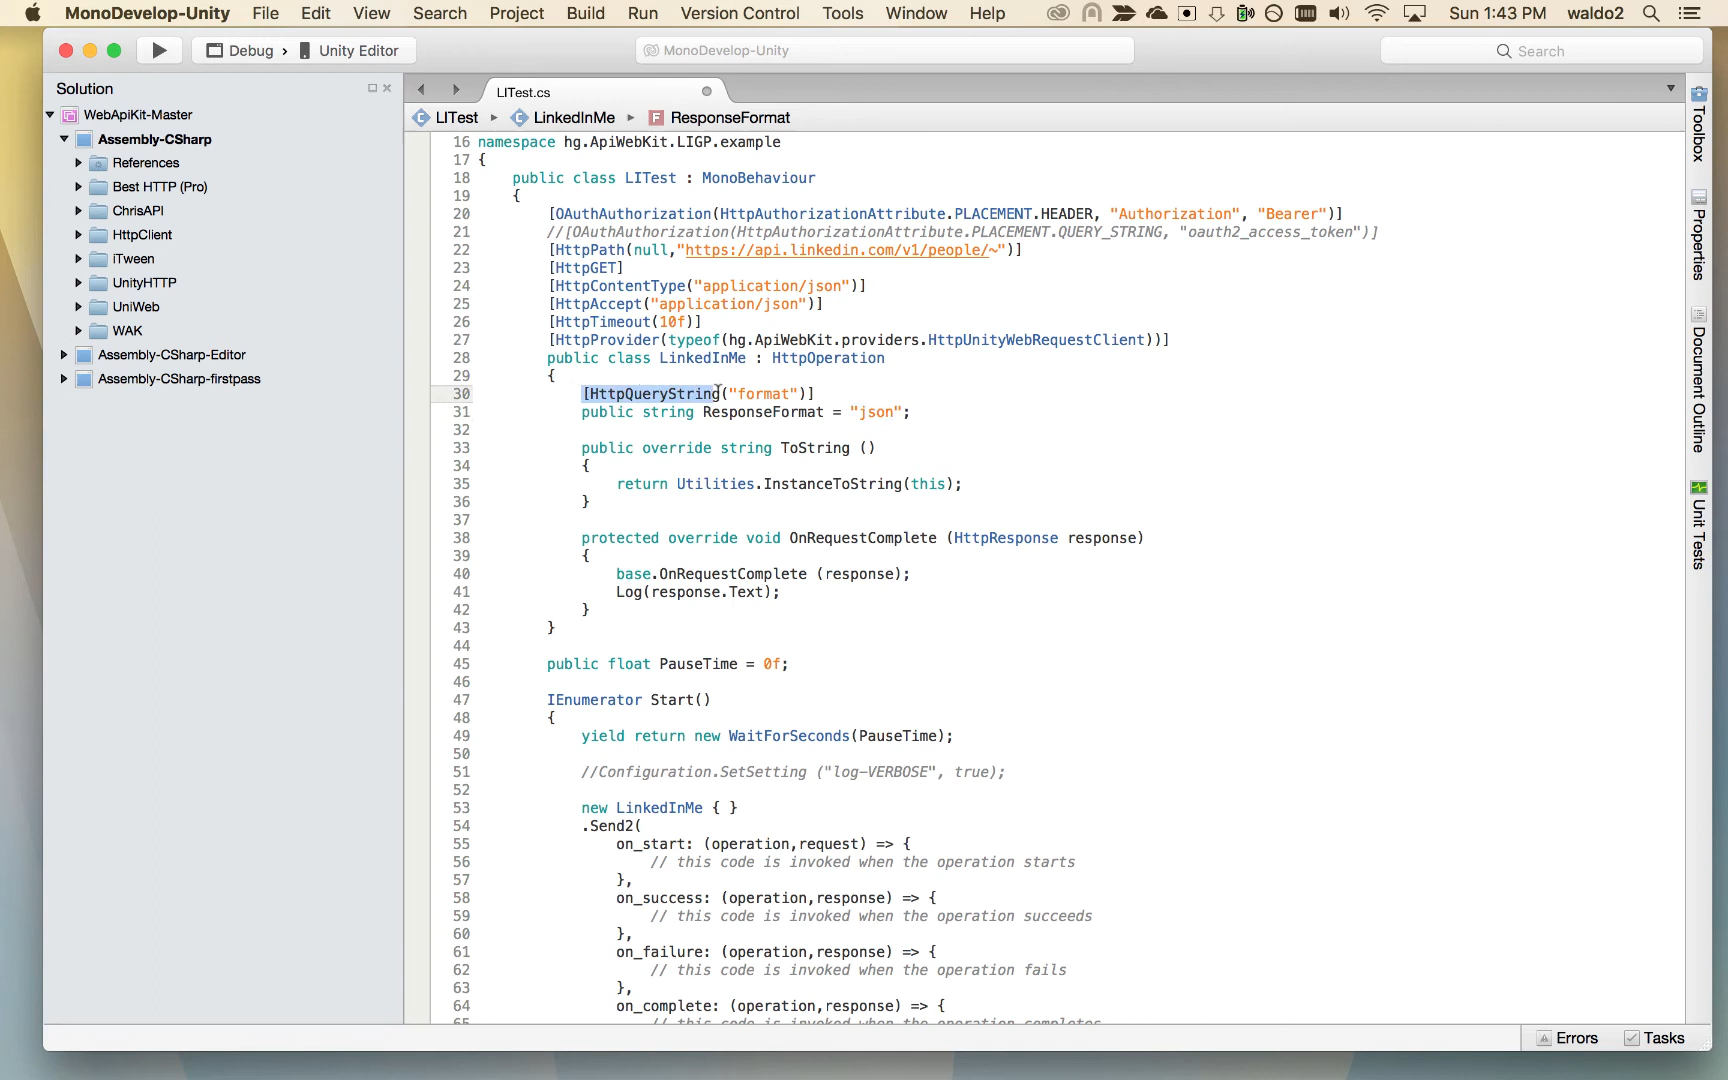 MonoDevelop-Unity File Edit View Search Project Build Run Version Control Tools Window Help Sun 1:43 PM waldo2
Debug › Unity Editor MonoDevelop-Unity Search
Solution
WebApiKit-Master
Assembly-CSharp
References
Best HTTP (Pro)
ChrisAPI
HttpClient
iTween
UnityHTTP
UniWeb
WAK
Assembly-CSharp-Editor
Assembly-CSharp-firstpass
LITest.cs
LITest LinkedInMe ResponseFormat
16 namespace hg.ApiWebKit.LIGP.example
17 {
18 public class LITest : MonoBehaviour
19 {
20 [OAuthAuthorization(HttpAuthorizationAttribute.PLACEMENT.HEADER, "Authorization", "Bearer")]
21 //[OAuthAuthorization(HttpAuthorizationAttribute.PLACEMENT.QUERY_STRING, "oauth2_access_token")]
22 [HttpPath(null,"https://api.linkedin.com/v1/people/~")]
23 [HttpGET]
24 [HttpContentType("application/json")]
25 [HttpAccept("application/json")]
26 [HttpTimeout(10f)]
27 [HttpProvider(typeof(hg.ApiWebKit.providers.HttpUnityWebRequestClient))]
28 public class LinkedInMe : HttpOperation
29 {
30 [HttpQueryString("format")]
31 public string ResponseFormat = "json";
32
33 public override string ToString ()
34 {
35 return Utilities.InstanceToString(this);
36 }
37
38 protected override void OnRequestComplete (HttpResponse response)
39 {
40 base.OnRequestComplete (response);
41 Log(response.Text);
42 }
43 }
44
45 public float PauseTime = 0f;
46
47 IEnumerator Start()
48 {
49 yield return new WaitForSeconds(PauseTime);
50
51 //Configuration.SetSetting ("log-VERBOSE", true);
52
53 new LinkedInMe { }
54 .Send2(
55 on_start: (operation,request) => {
56 // this code is invoked when the operation starts
57 },
58 on_success: (operation,response) => {
59 // this code is invoked when the operation succeeds
60 },
61 on_failure: (operation,response) => {
62 // this code is invoked when the operation fails
63 },
64 on_complete: (operation,response) => {
65 // this code is invoked when the operation completes
Toolbox
Properties
Document Outline
Unit Tests
Errors Tasks